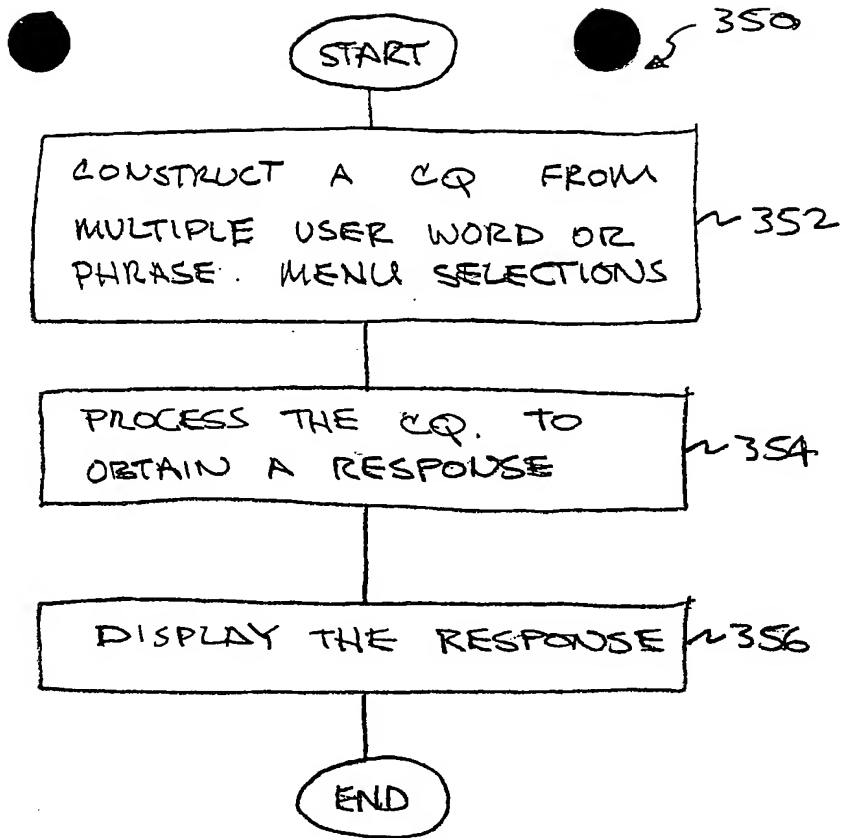 350
START
CONSTRUCT A CQ FROM
MULTIPLE USER WORD OR
PHRASE. MENU SELECTIONS
352
PROCESS THE CQ. TO
OBTAIN A RESPONSE
354
DISPLAY THE RESPONSE
356
END